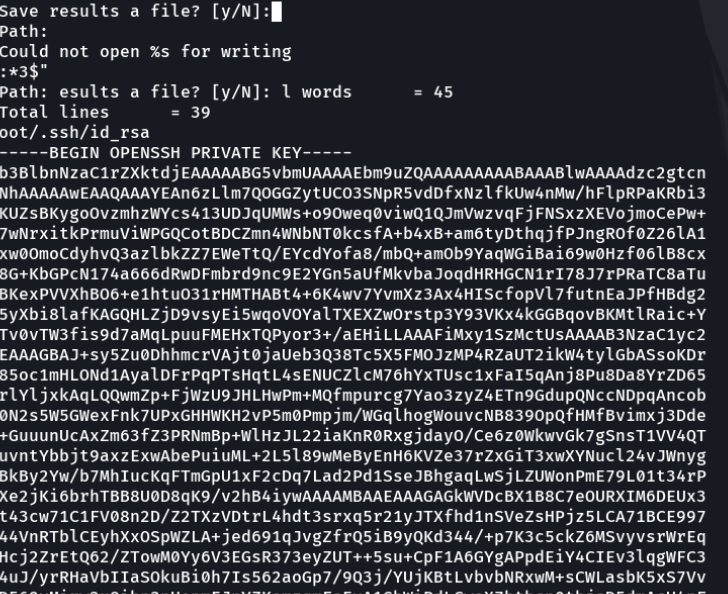 Save results a file? [y/N]:
Path:
Could not open %s for writing
:*3$"
Path: esults a file? [y/N]: l words      = 45
Total lines      = 39
oot/.ssh/id_rsa
-----BEGIN OPENSSH PRIVATE KEY-----
b3BlbnNzaC1rZXktdjEAAAAABG5vbmUAAAAEbm9uZQAAAAAAAAABAAABlwAAAAdzc2gtcn
NhAAAAAwEAAQAAAYEAn6zLlm7QOGGZytUCO3SNpR5vdDfxNzlfkUw4nMw/hFlpRPaKRbi3
KUZsBKygoOvzmhzWYcs413UDJqUMWs+o9Oweq0viwQ1QJmVwzvqFjFNSxzXEVojmoCePw+
7wNrxitkPrmuViWPGQCotBDCZmn4WNbNT0kcsfA+b4xB+am6tyDthqjfPJngROf0Z26lA1
xw0OmoCdyhvQ3azlbkZZ7EWeTtQ/EYcdYofa8/mbQ+amOb9YaqWGiBai69w0Hzf06lB8cx
8G+KbGPcN174a666dRwDFmbrd9nc9E2YGn5aUfMkvbaJoqdHRHGCN1rI78J7rPRaTC8aTu
BKexPVVXhBO6+e1htuO31rHMTHABt4+6K4wv7YvmXz3Ax4HIScfopVl7futnEaJPfHBdg2
5yXbi8lafKAGQHLZjD9vsyEi5wqoVOYalTXEXZwOrstp3Y93VKx4kGGBqovBKMtlRaic+Y
Tv0vTW3fis9d7aMqLpuuFMEHxTQPyor3+/aEHiLLAAAFiMxy1SzMctUsAAAAB3NzaC1yc2
EAAAGBAJ+sy5Zu0DhhmcrVAjt0jaUeb3Q38Tc5X5FMOJzMP4RZaUT2ikW4tylGbASsoKDr
85oc1mHLONd1AyalDFrPqPTsHqtL4sENUCZlcM76hYxTUsc1xFaI5qAnj8Pu8Da8YrZD65
rlYljxkAqLQQwmZp+FjWzU9JHLHwPm+MQfmpurcg7Yao3zyZ4ETn9GdupQNccNDpqAncob
0N2s5W5GWexFnk7UPxGHHWKH2vP5m0Pmpjm/WGqlhogWouvcNB839OpQfHMfBvimxj3Dde
+GuuunUcAxZm63fZ3PRNmBp+WlHzJL22iaKnR0RxgjdayO/Ce6z0WkwvGk7gSnsT1VV4QT
uvntYbbjt9axzExwAbePuiuML+2L5l89wMeByEnH6KVZe37rZxGiT3xwXYNucl24vJWnyg
BkBy2Yw/b7MhIucKqFTmGpU1xF2cDq7Lad2Pd1SseJBhgaqLwSjLZUWonPmE79L01t34rP
Xe2jKi6brhTBB8U0D8qK9/v2hB4iywAAAAMBAAEAAAGAGkWVDcBX1B8C7eOURXIM6DEUx3
t43cw71C1FV08n2D/Z2TXzVDtrL4hdt3srxq5r21yJTXfhd1nSVeZsHPjz5LCA71BCE997
44VnRTblCEyhXxOSpWZLA+jed691qJvgZfrQ5iB9yQKd344/+p7K3c5ckZ6MSvyvsrWrEq
Hcj2ZrEtQ62/ZTowM0Yy6V3EGsR373eyZUT++5su+CpF1A6GYgAPpdEiY4CIEv3lqgWFC3
4uJ/yrRHaVbIIaSOkuBi0h7Is562aoGp7/9Q3j/YUjKBtLvbvbNRxwM+sCWLasbK5xS7Vv